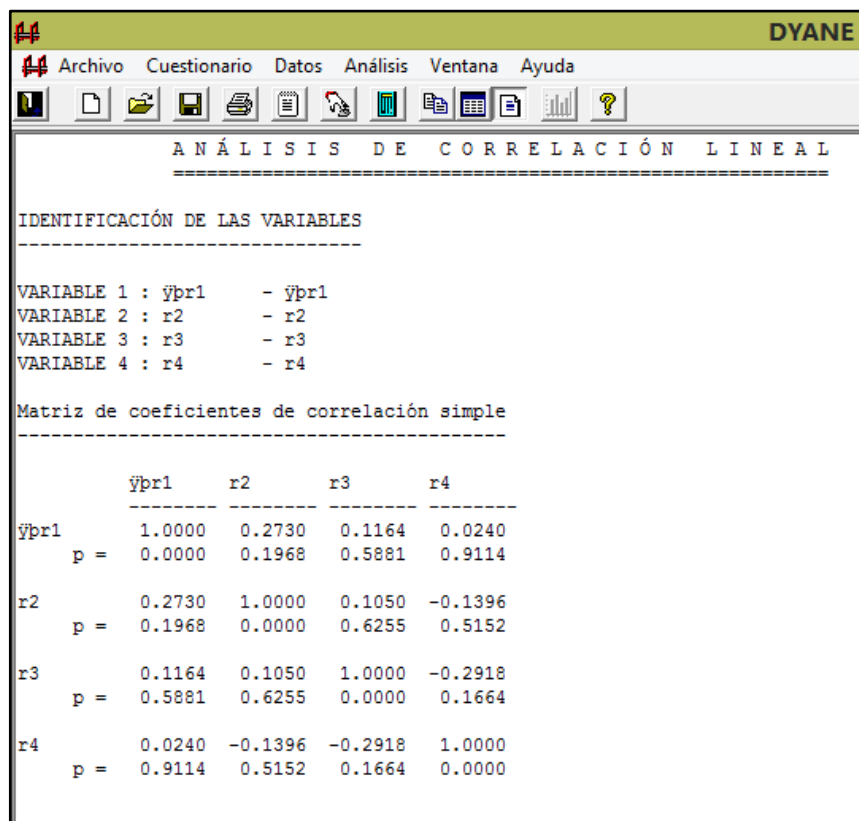 DYANE
Archivo Cuestionario Datos Análisis Ventana Ayuda
A N Á L I S I S D E C O R R E L A C I Ó N L I N E A L
IDENTIFICACIÓN DE LAS VARIABLES
VARIABLE 1 : ÿþr1 - ÿþr1
VARIABLE 2 : r2 - r2
VARIABLE 3 : r3 - r3
VARIABLE 4 : r4 - r4
Matriz de coeficientes de correlación simple
ÿþr1 r2 r3 r4
ÿþr1 1.0000 0.2730 0.1164 0.0240
p = 0.0000 0.1968 0.5881 0.9114
r2 0.2730 1.0000 0.1050 -0.1396
p = 0.1968 0.0000 0.6255 0.5152
r3 0.1164 0.1050 1.0000 -0.2918
p = 0.5881 0.6255 0.0000 0.1664
r4 0.0240 -0.1396 -0.2918 1.0000
p = 0.9114 0.5152 0.1664 0.0000